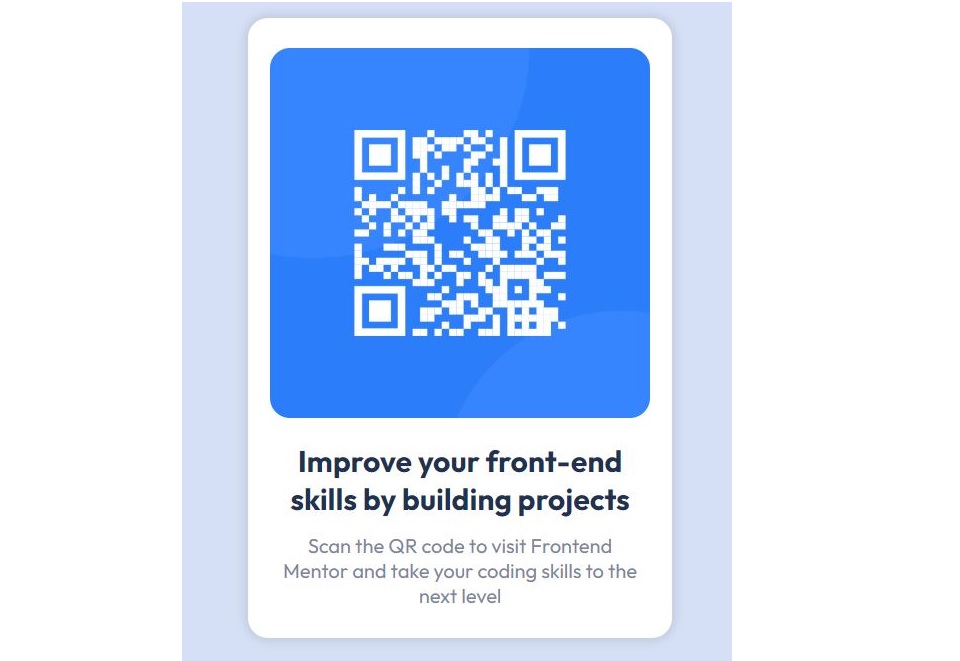 Improve your front-end
skills by building projects
Scan the QR code to visit Frontend
Mentor and take your coding skills to the
next level